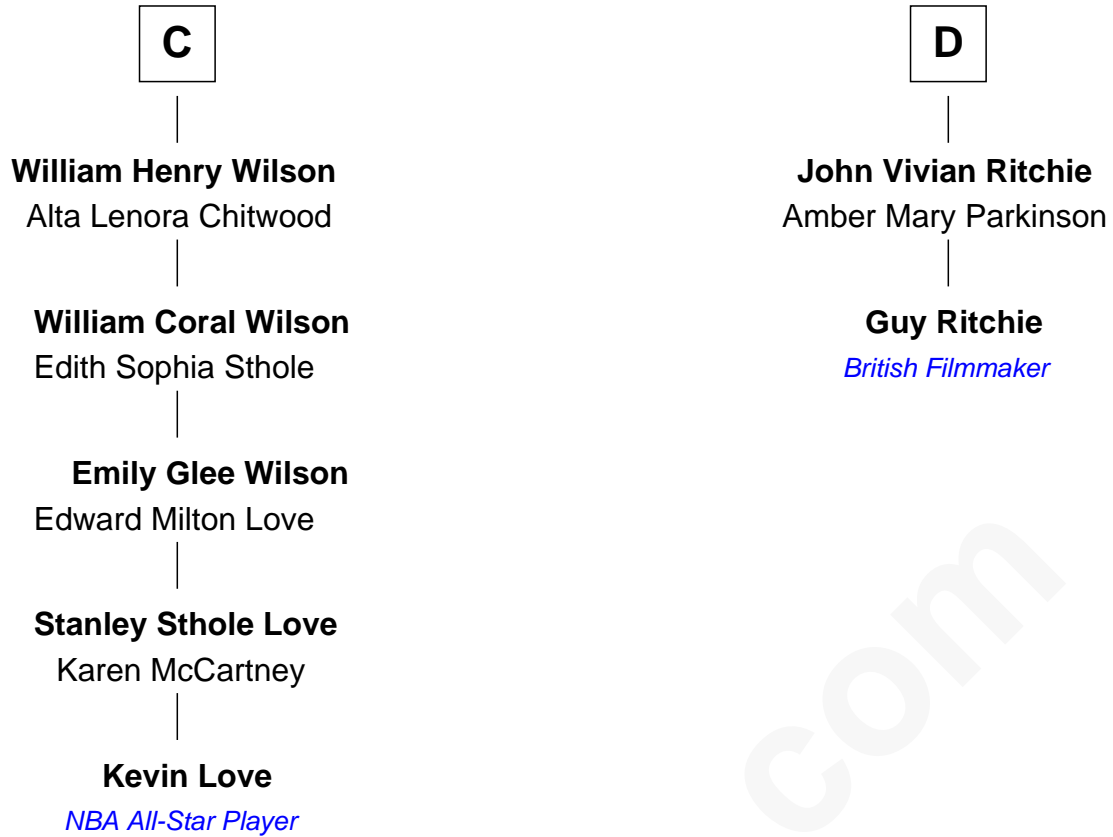 C
William Henry Wilson
Alta Lenora Chitwood
William Coral Wilson
Edith Sophia Sthole
Emily Glee Wilson
Edward Milton Love
Stanley Sthole Love
Karen McCartney
Kevin Love
NBA All-Star Player
D
John Vivian Ritchie
Amber Mary Parkinson
Guy Ritchie
British Filmmaker
com